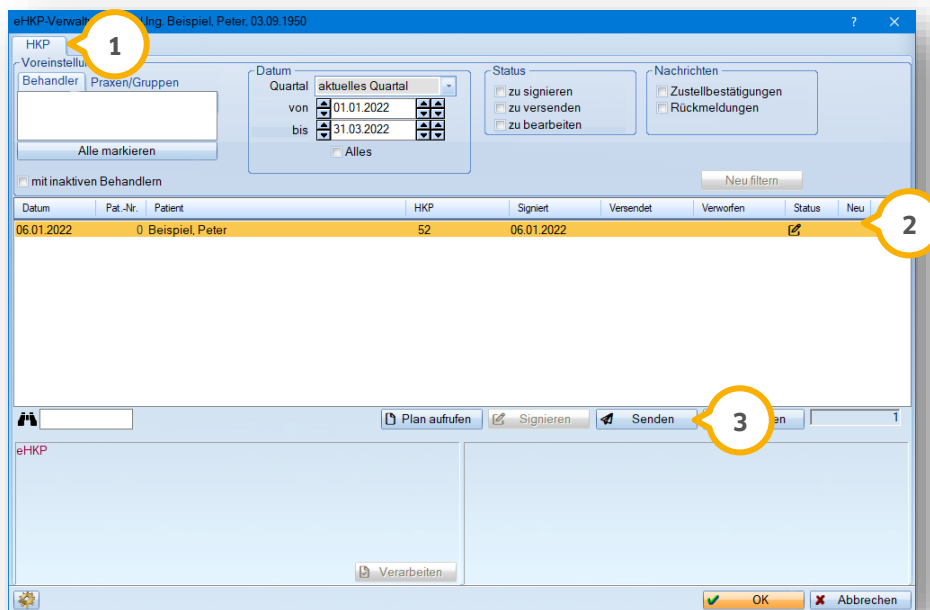 eHKP-Verwalt Ing. Beispiel, Peter, 03.09.1950 ?
HKP
1
Voreinstellu
Behandler Praxen/Gruppen
Alle markieren
mit inaktiven Behandlern
Datum
Quartal aktuelles Quartal
von 01.01.2022
bis 31.03.2022
Alles
Status
zu signieren
zu versenden
zu bearbeiten
Nachrichten
Zustellbestätigungen
Rückmeldungen
Neu filtern
Datum Pat.-Nr. Patient HKP Signiert Versendet Verworfen Status Neu
06.01.2022 0 Beispiel, Peter 52 06.01.2022
2
Plan aufrufen Signieren Senden en 1
3
eHKP
Verarbeiten
OK Abbrechen